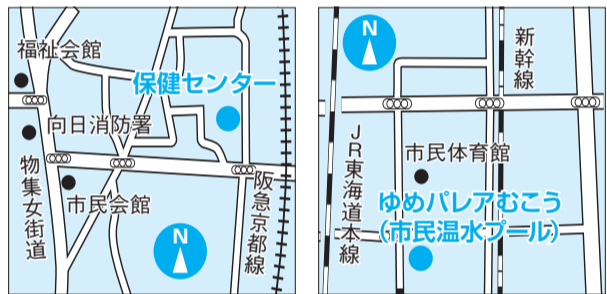 福祉会館
保健センター
向日消防署
物集女街道
市民会館
阪急京都線
N
N
新幹線
JR東海道本線
市民体育館
ゆめパレアむこう
(市民温水プール)